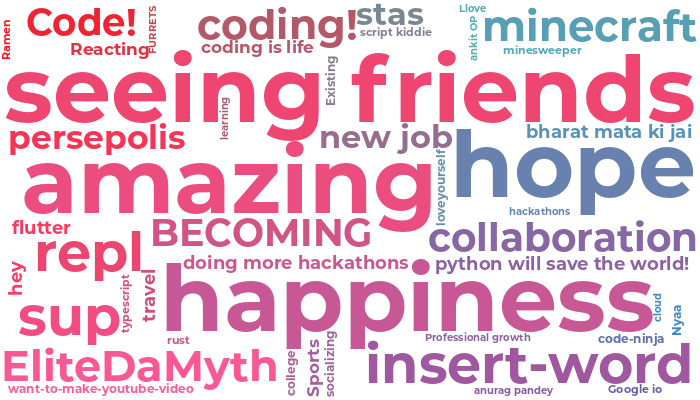 Ramen
Code!
Reacting
FURRETS
coding!
coding is life
stas
script kiddie
Llove
ankit OP
minecraft
minesweeper
seeing friends
learning
Existing
persepolis
new job
bharat mata ki jai
amazing
loveyourself
hope
hackathons
flutter
BECOMING
collaboration
repl
doing more hackathons
python will save the world!
hey
sup
typescript
travel
happiness
cloud
Nyaa
rust
Professional growth
code-ninja
EliteDaMyth
college
Sports
socializing
insert-word
want-to-make-youtube-video
anurag pandey
Google io